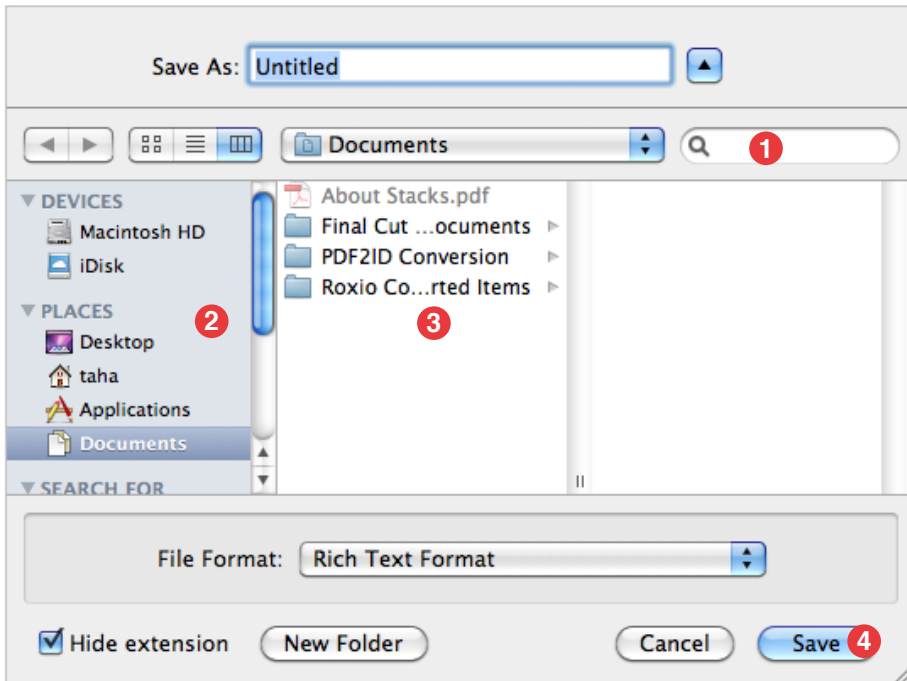 Save As: Untitled
Documents
1
DEVICES
Macintosh HD
iDisk
PLACES
2
Desktop
taha
Applications
Documents
SEARCH FOR
About Stacks.pdf
Final Cut ...ocuments
PDF2ID Conversion
Roxio Co...rted Items
3
File Format: Rich Text Format
Hide extension
New Folder
Cancel
Save 4